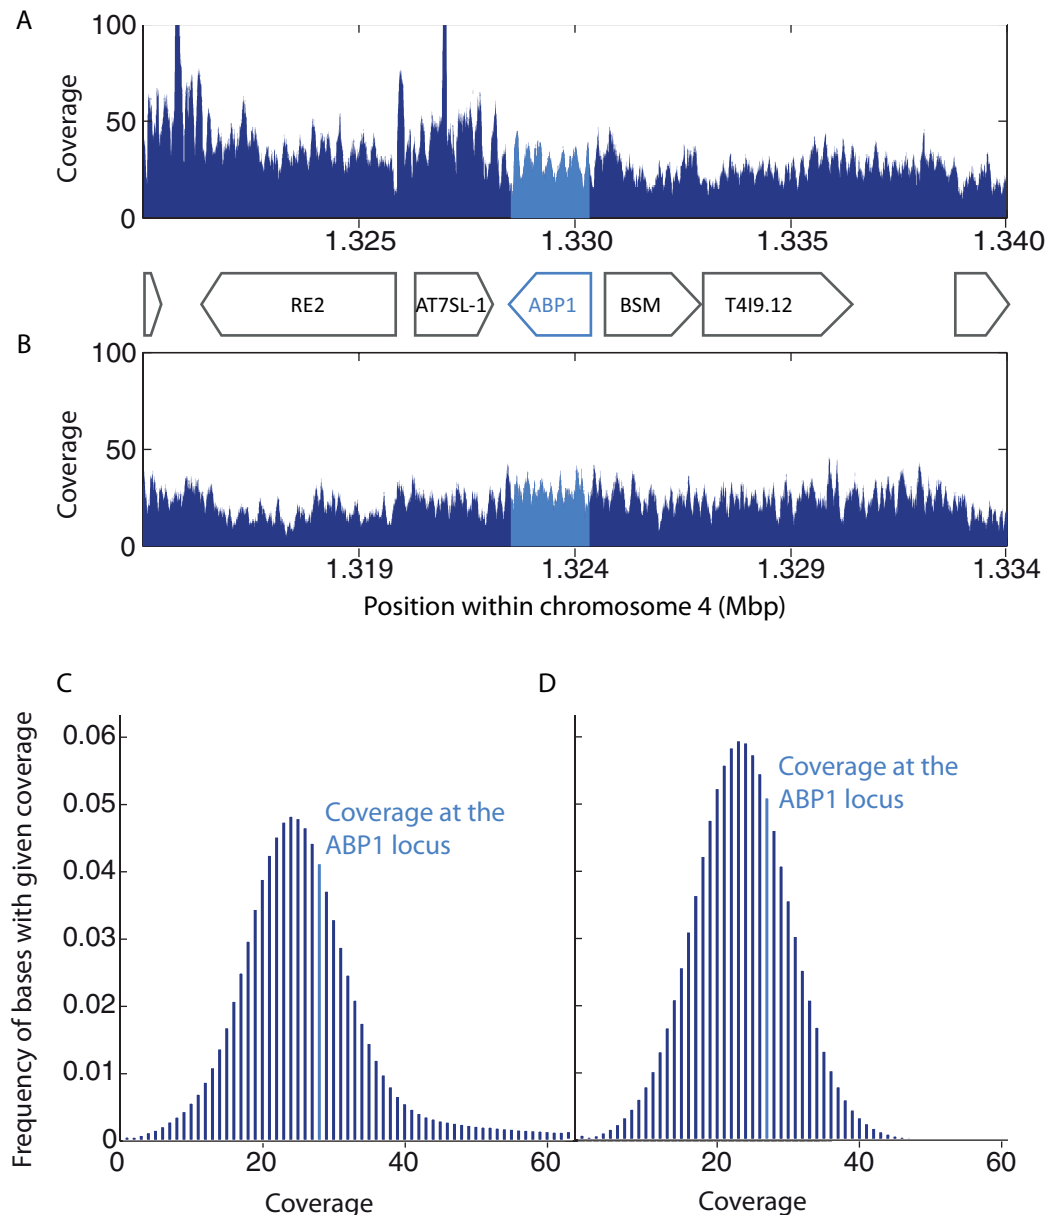 A
100
50
0
Coverage
1.325
1.330
1.335
1.340
RE2
AT7SL-1
ABP1
BSM
T4I9.12
B
100
50
0
Coverage
1.319
1.324
1.329
1.334
Position within chromosome 4 (Mbp)
C
D
Frequency of bases with given coverage
0.06
0.05
0.04
0.03
0.02
0.01
0
Coverage at the
ABP1 locus
Coverage at the
ABP1 locus
0
20
40
60
20
40
60
Coverage
Coverage